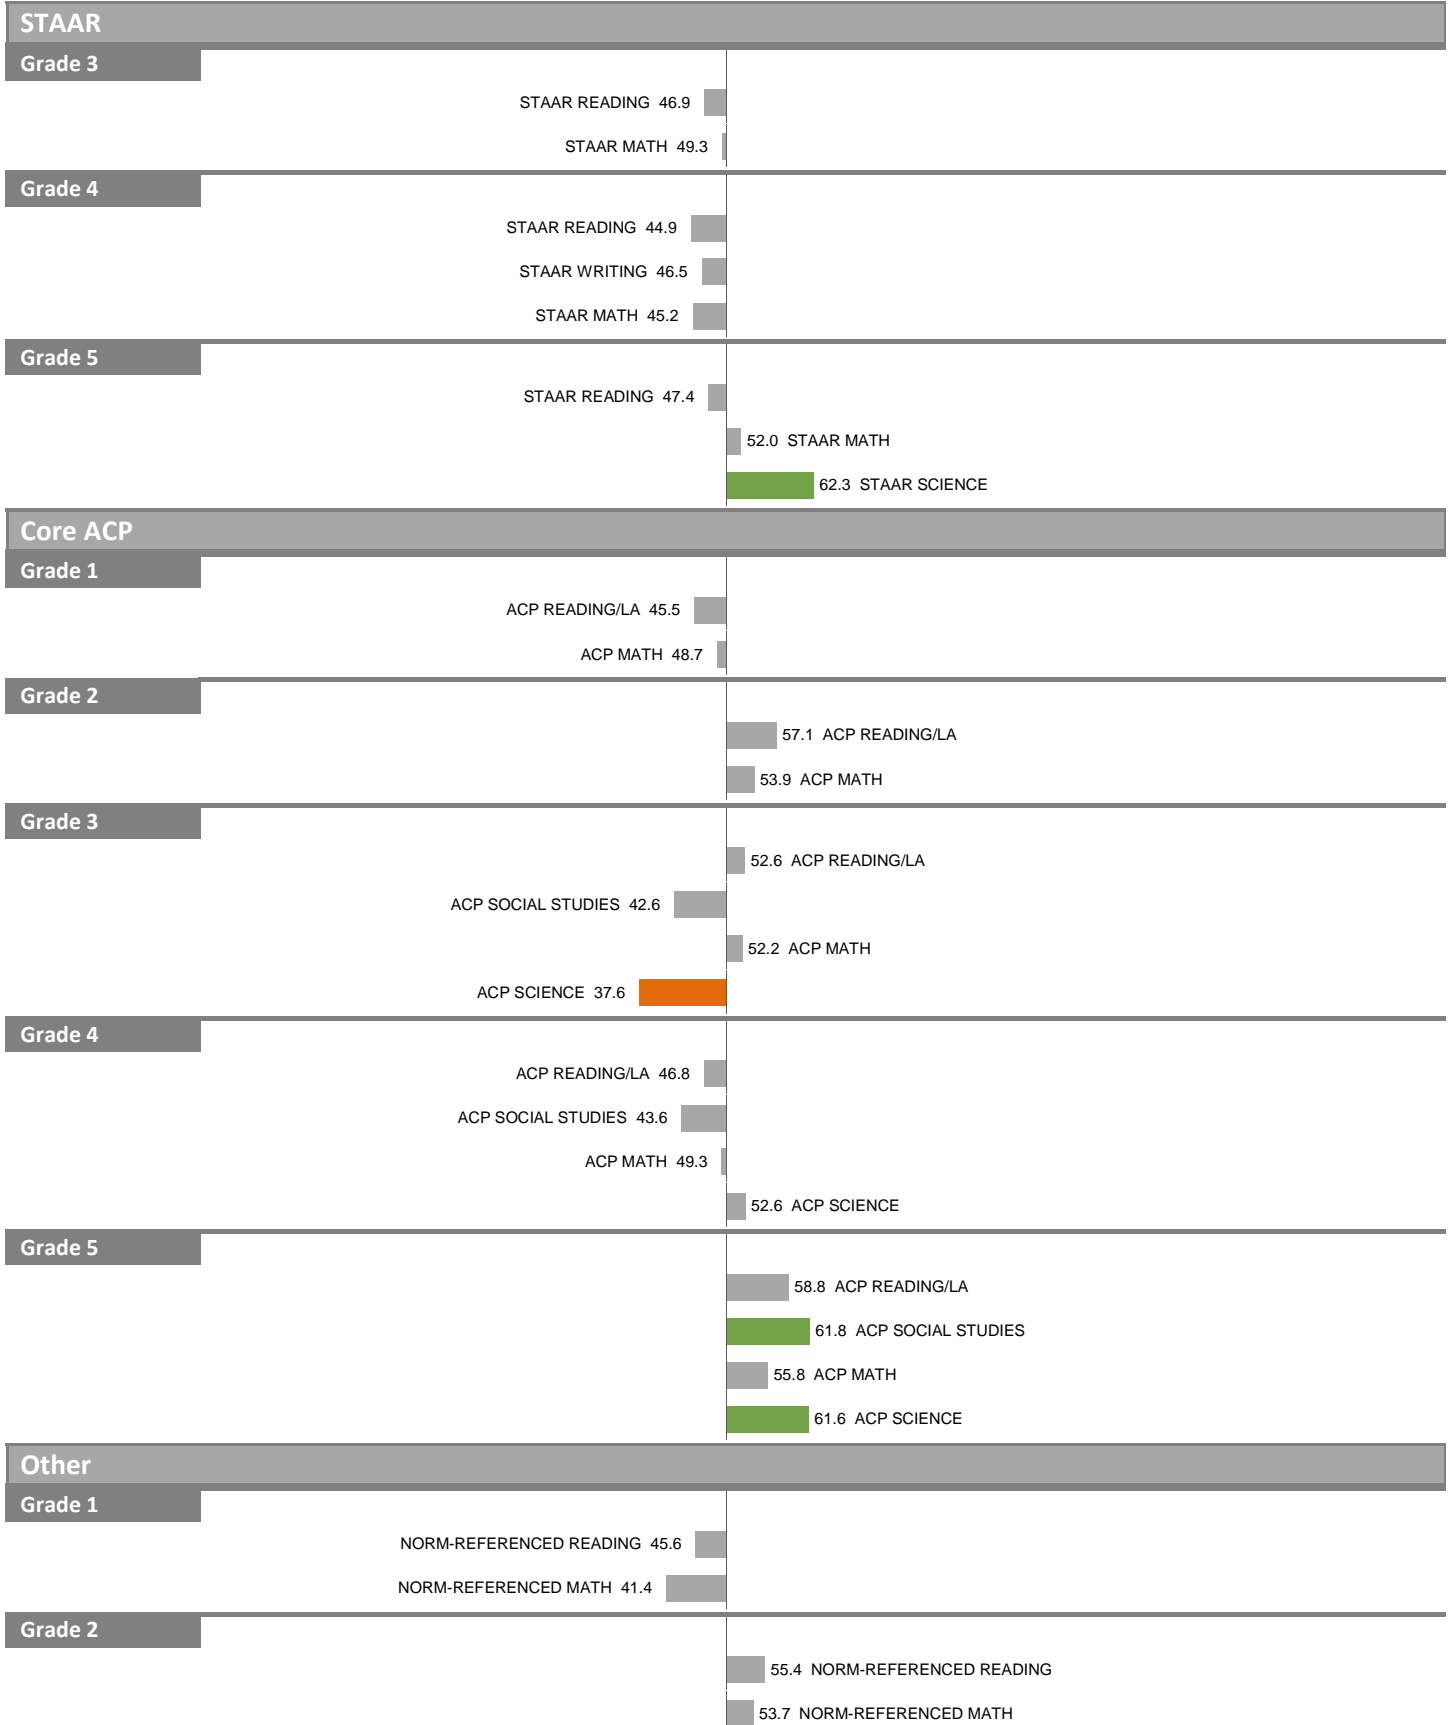 STAAR
Grade 3
STAAR READING 46.9
STAAR MATH 49.3
Grade 4
STAAR READING 44.9
STAAR WRITING 46.5
STAAR MATH 45.2
Grade 5
STAAR READING 47.4
52.0 STAAR MATH
62.3 STAAR SCIENCE
Core ACP
Grade 1
ACP READING/LA 45.5
ACP MATH 48.7
Grade 2
57.1 ACP READING/LA
53.9 ACP MATH
Grade 3
52.6 ACP READING/LA
ACP SOCIAL STUDIES 42.6
52.2 ACP MATH
ACP SCIENCE 37.6
Grade 4
ACP READING/LA 46.8
ACP SOCIAL STUDIES 43.6
ACP MATH 49.3
52.6 ACP SCIENCE
Grade 5
58.8 ACP READING/LA
61.8 ACP SOCIAL STUDIES
55.8 ACP MATH
61.6 ACP SCIENCE
Other
Grade 1
NORM-REFERENCED READING 45.6
NORM-REFERENCED MATH 41.4
Grade 2
55.4 NORM-REFERENCED READING
53.7 NORM-REFERENCED MATH